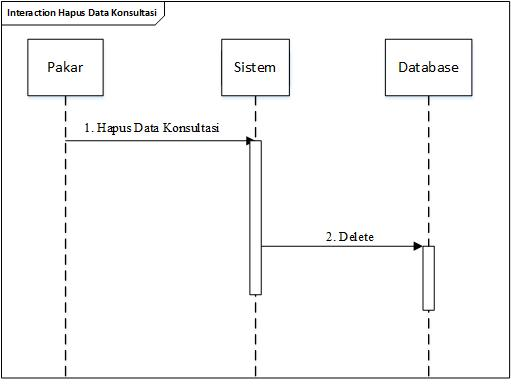 Interaction Hapus Data Konsultasi
Pakar
Sistem
Database
1. Hapus Data Konsultasi
2. Delete